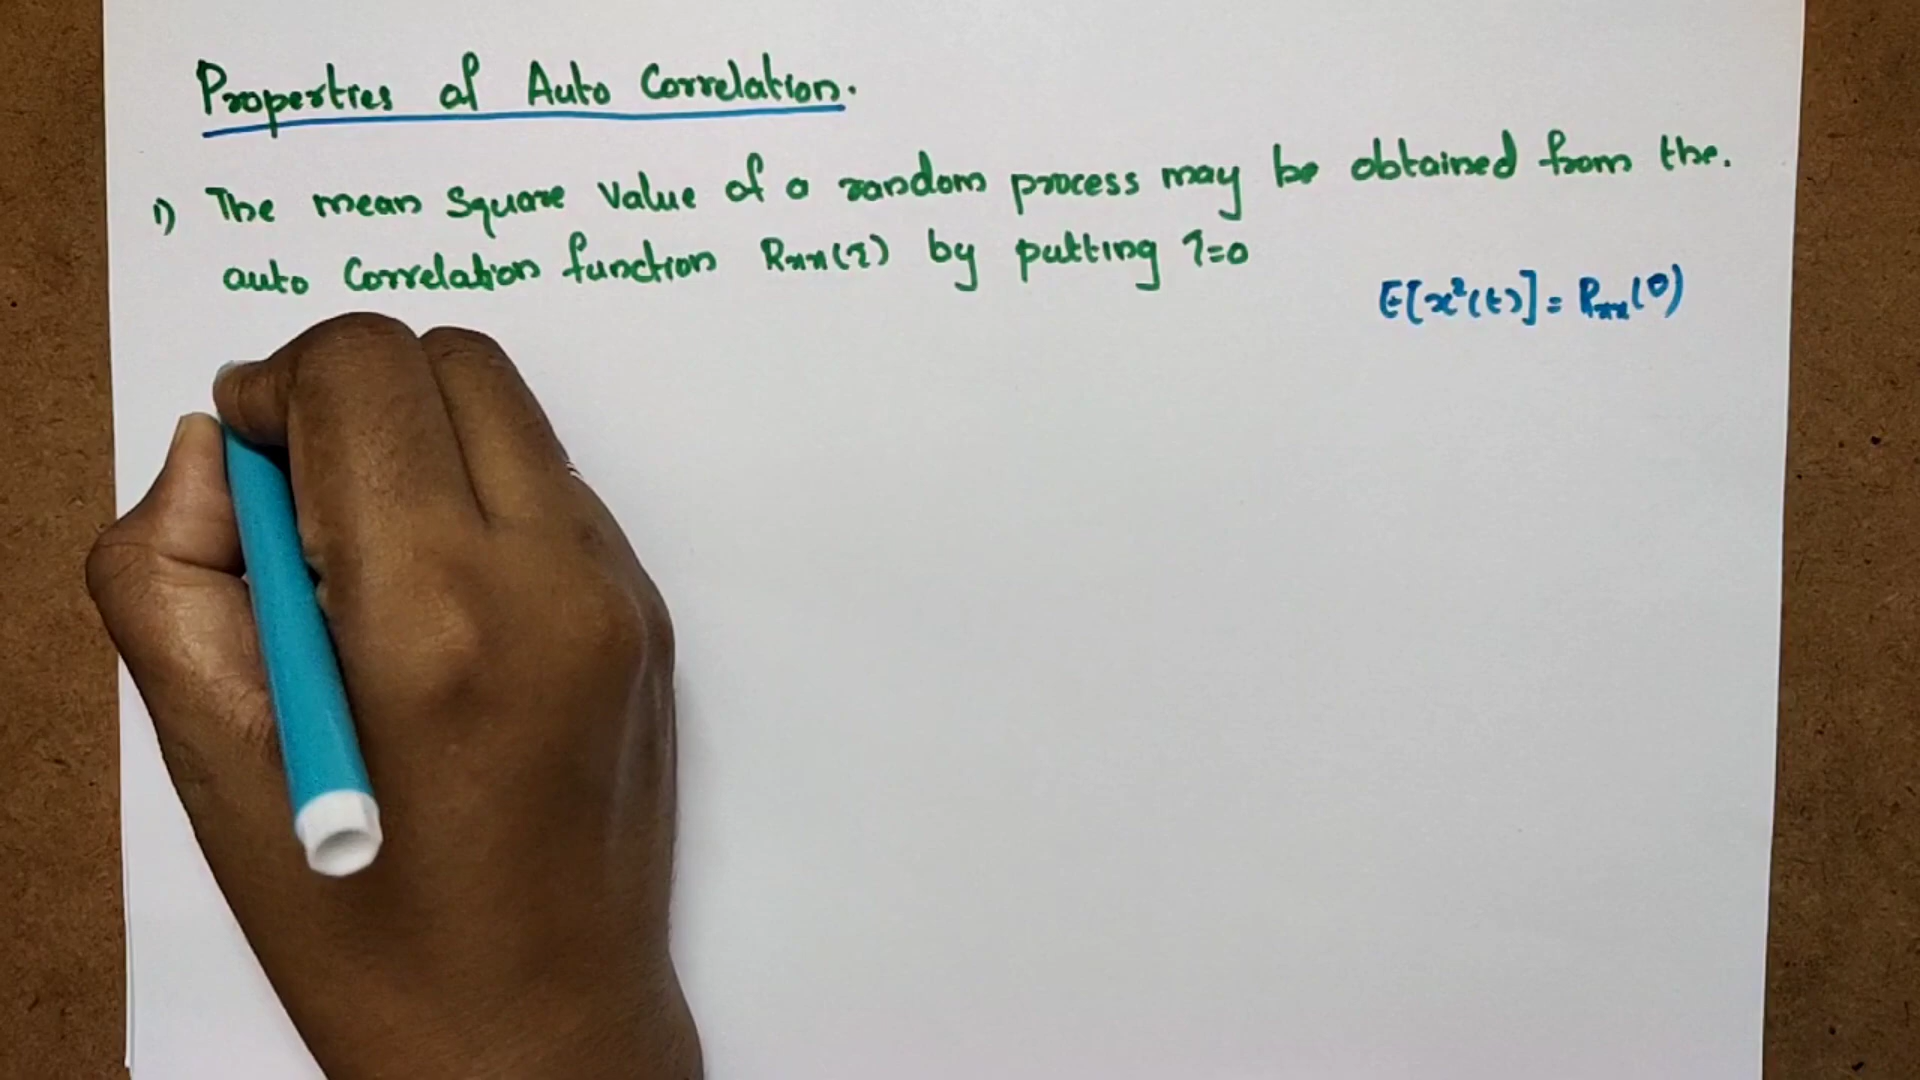 Properties of Auto Correlation.
1) The mean square value of a random process may be obtained from the.
auto Correlation function Rxx(τ) by putting τ=0
E[x²(t)] = Rxx(0)